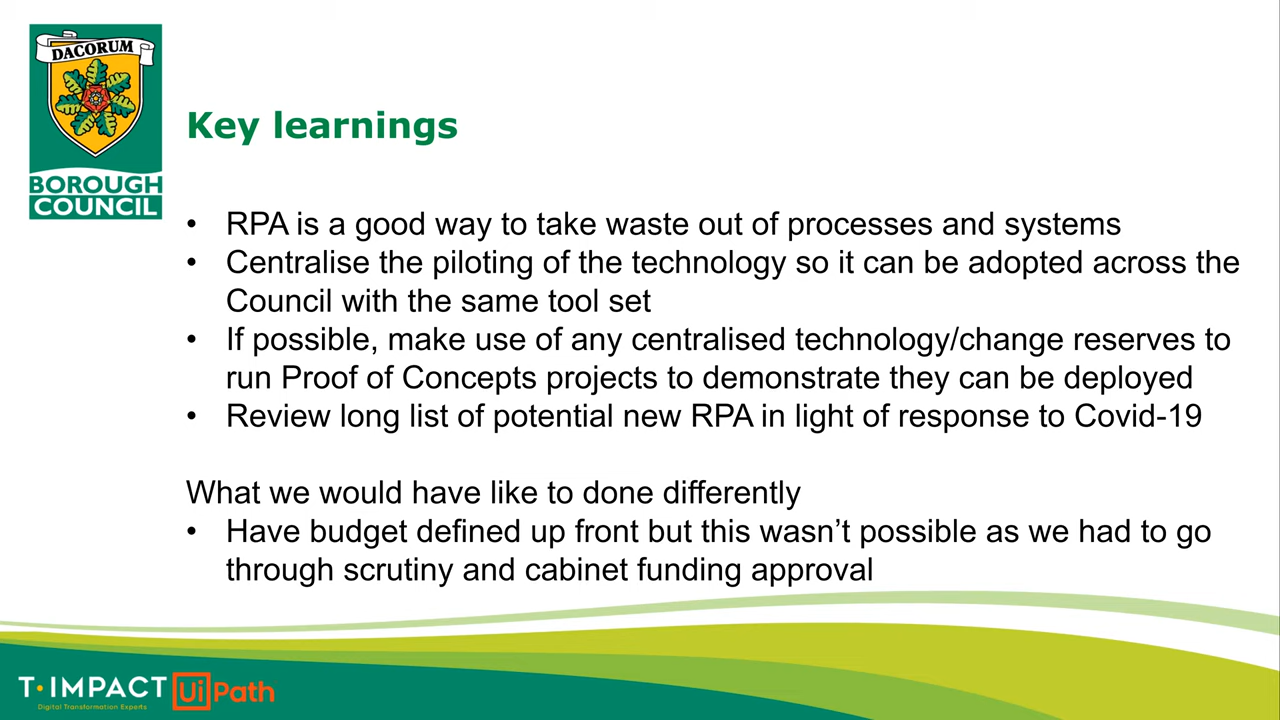 DACORUM
BOROUGH
COUNCIL
Key learnings
• RPA is a good way to take waste out of processes and systems
• Centralise the piloting of the technology so it can be adopted across the
Council with the same tool set
• If possible, make use of any centralised technology/change reserves to
run Proof of Concepts projects to demonstrate they can be deployed
• Review long list of potential new RPA in light of response to Covid-19
What we would have like to done differently
• Have budget defined up front but this wasn't possible as we had to go
through scrutiny and cabinet funding approval
T·IMPACT
Digital Transformation Experts
UiPath